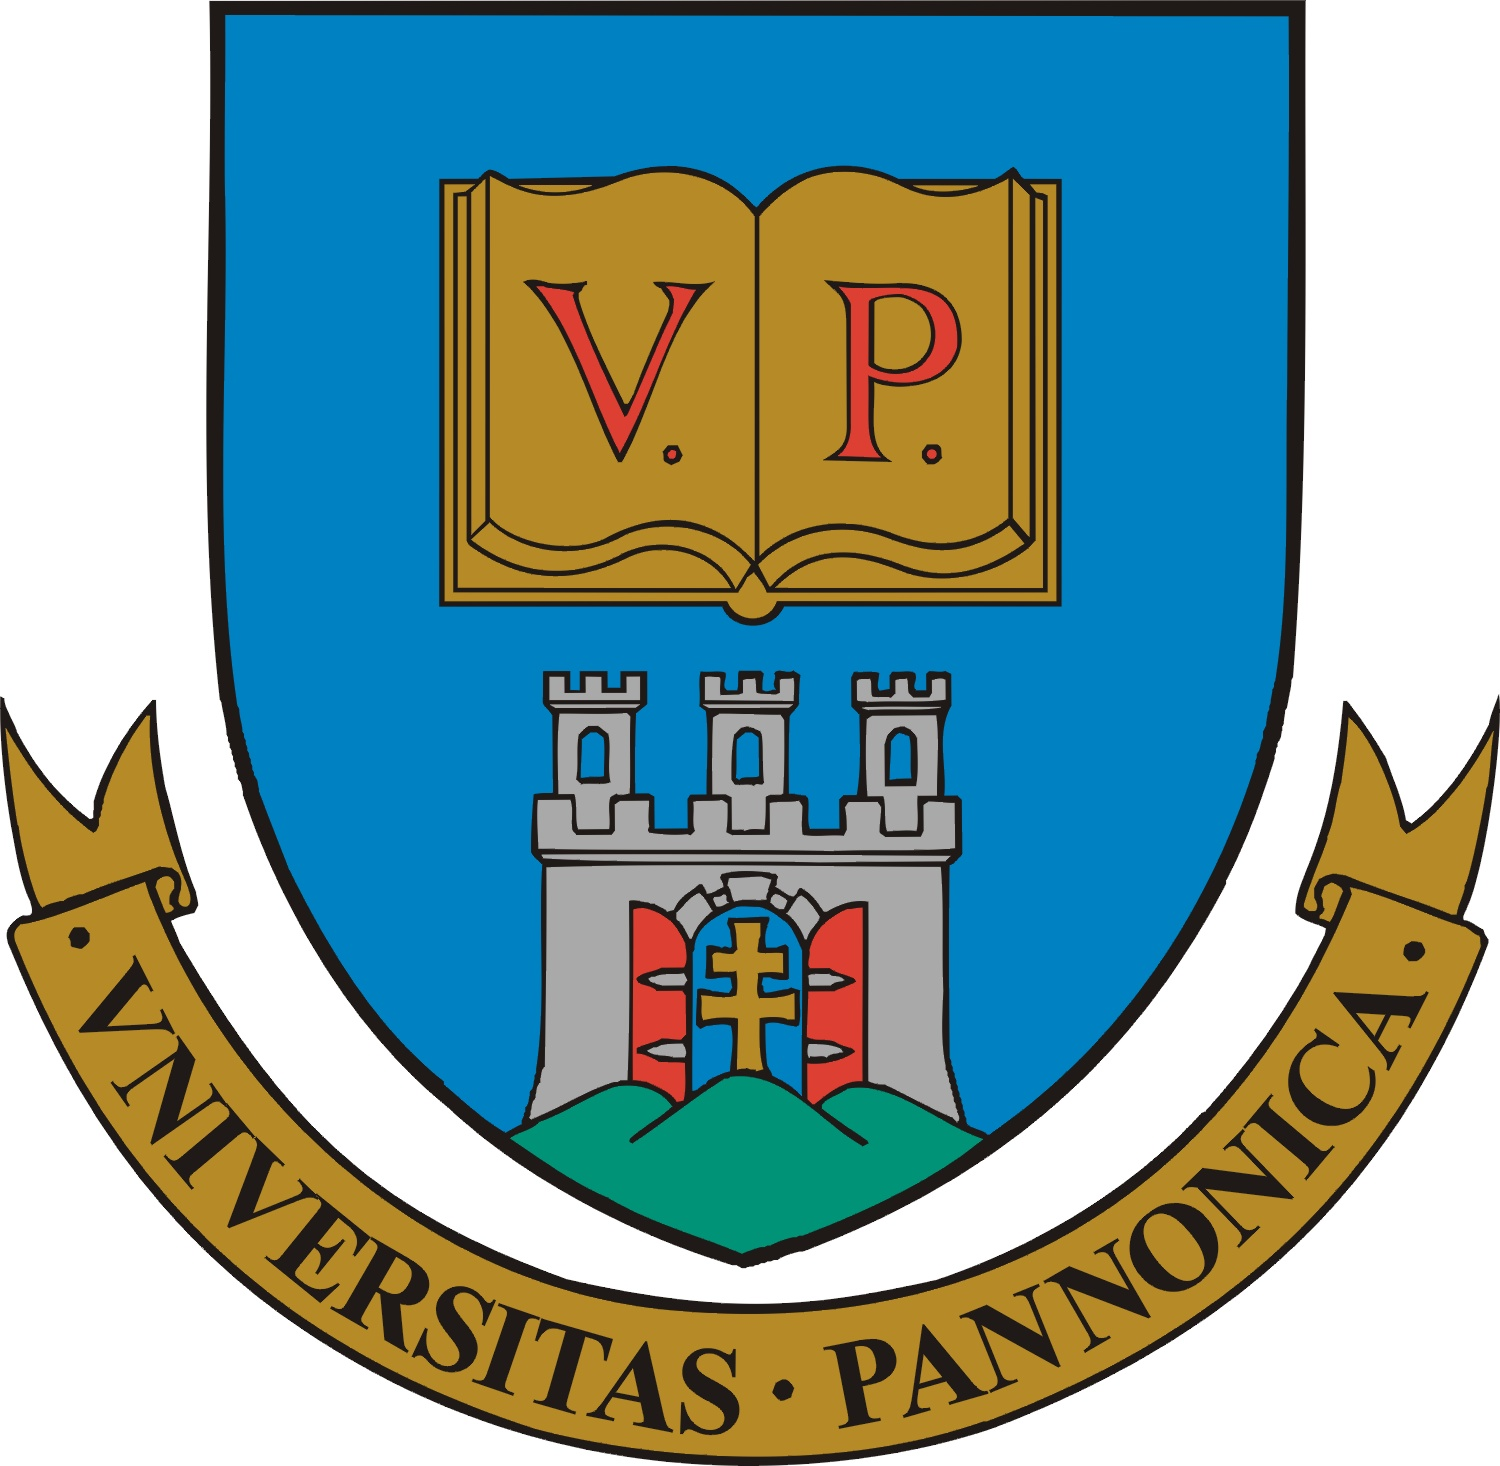 V. P.
· VNIVERSITAS · PANNONICA ·